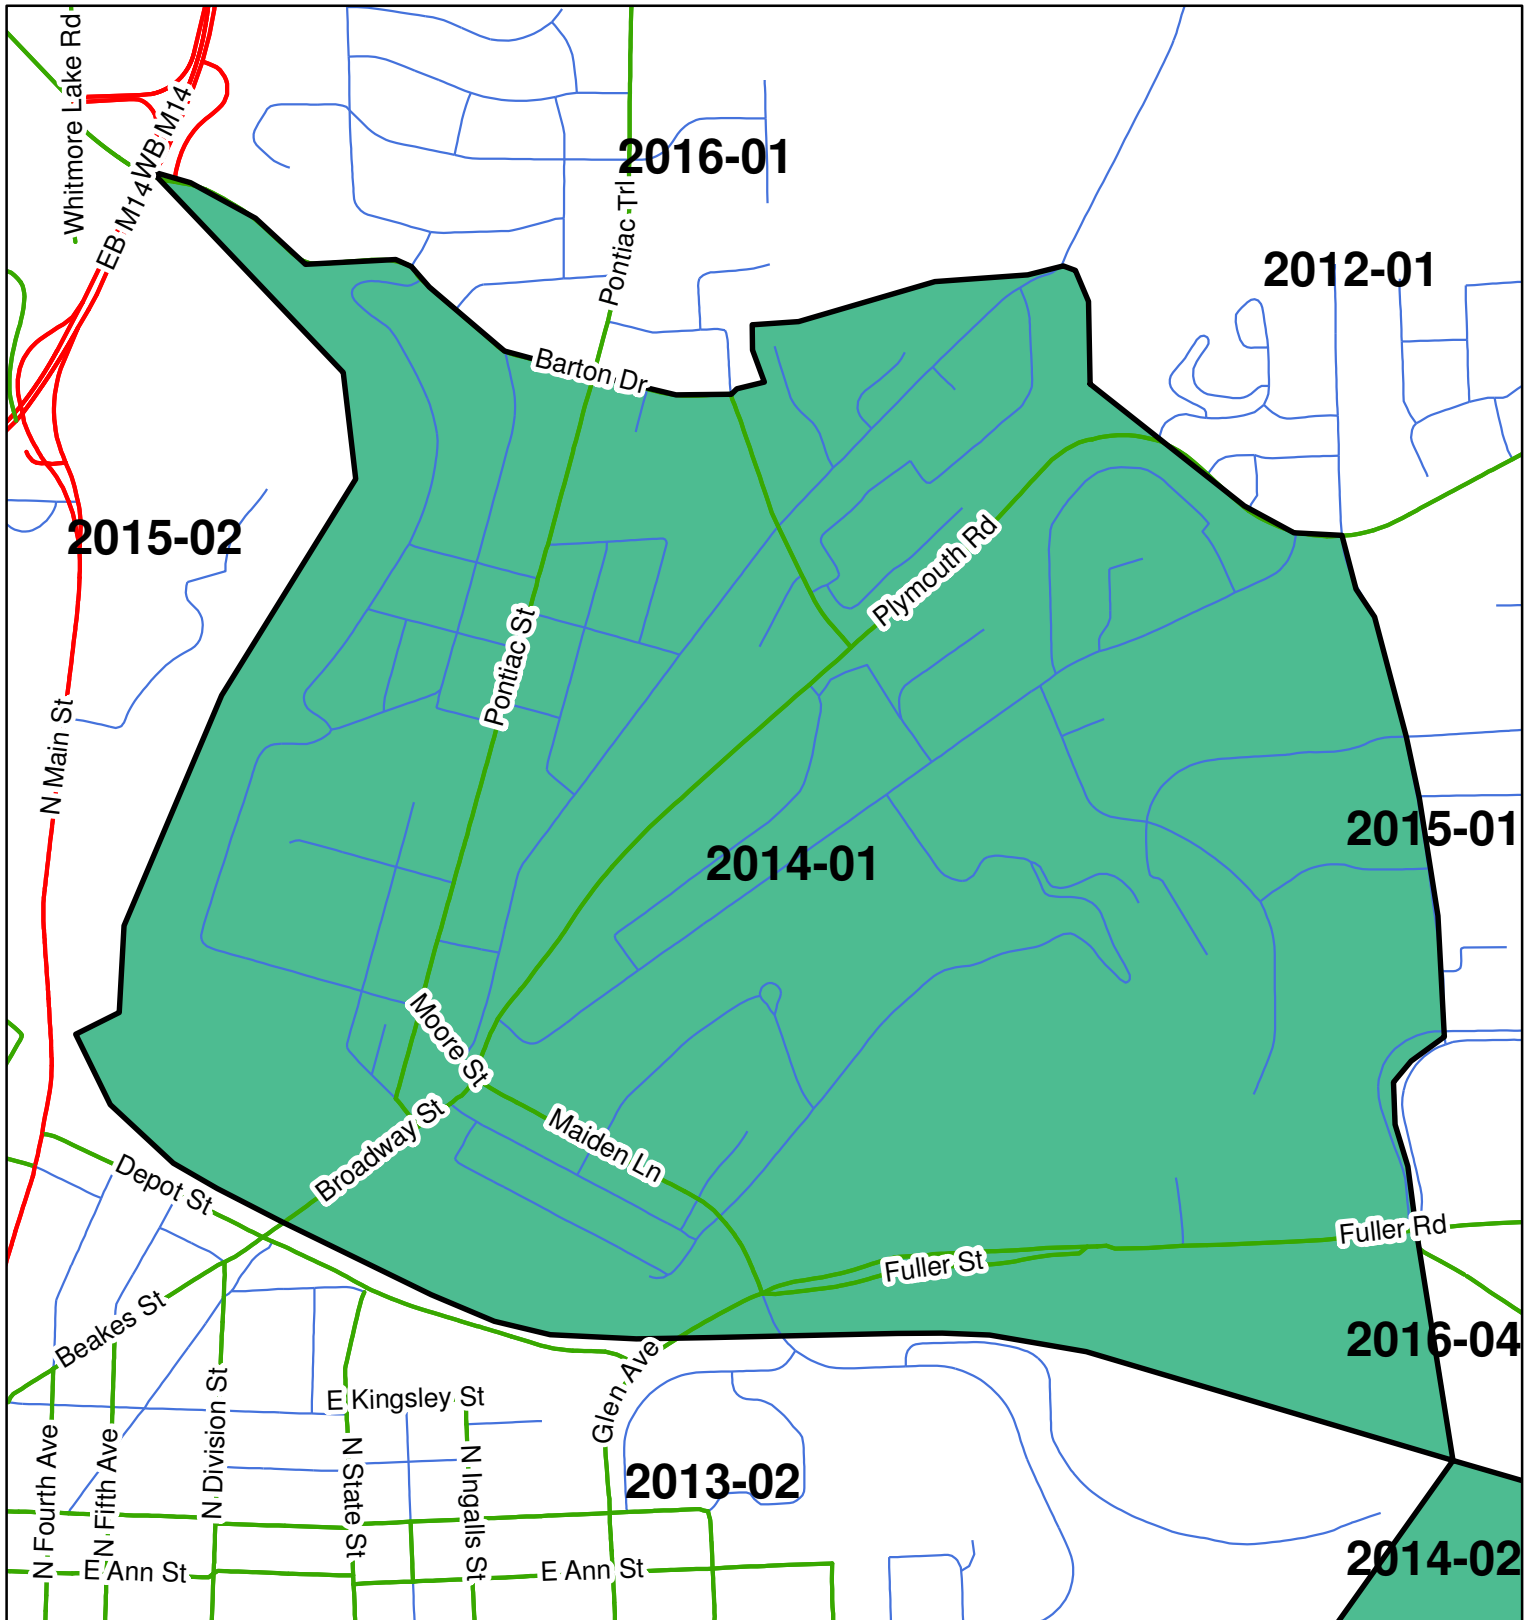 Whitmore Lake Rd
WB M14
EB M14
2016-01
Pontiac Trl
2012-01
Barton Dr
2015-02
Plymouth Rd
Pontiac St
N Main St
2015-01
2014-01
Moore St
Broadway St
Maiden Ln
Depot St
Fuller Rd
Fuller St
Beakes St
2016-04
Glen Ave
E Kingsley St
N Division St
N Fourth Ave
N Fifth Ave
N State St
N Ingalls St
2013-02
E Ann St
E Ann St
2014-02